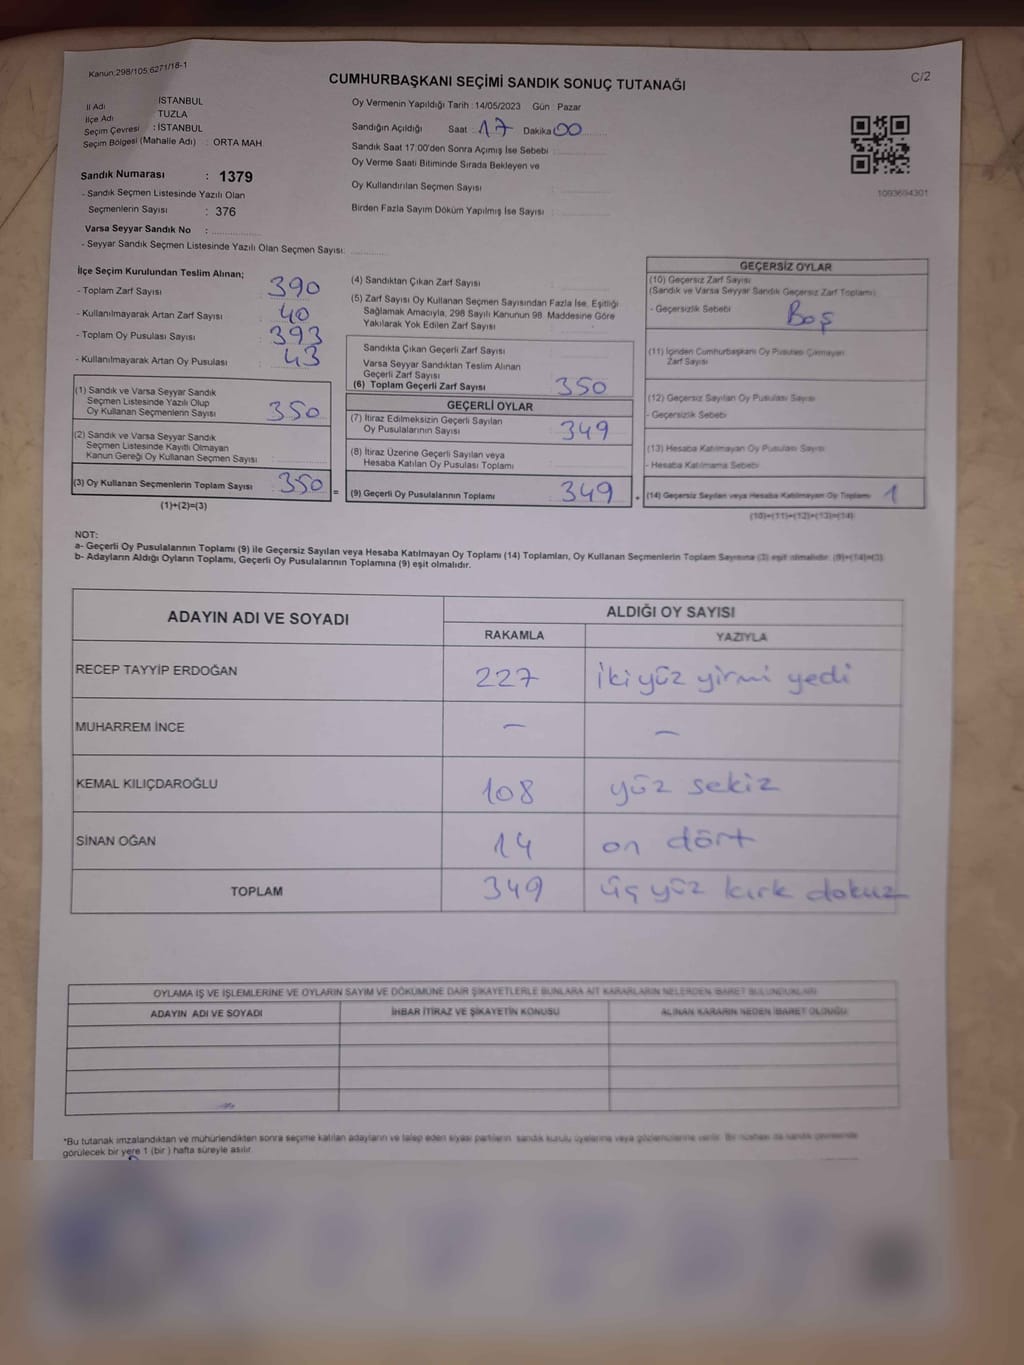 Kanun;298/105,6271/18-1
CUMHURBAŞKANI SEÇİMİ SANDIK SONUÇ TUTANAĞI
C/2
İl Adı İSTANBUL
İlçe Adı TUZLA
Seçim Çevresi : İSTANBUL
Seçim Bölgesi (Mahalle Adı) : ORTA MAH
Sandık Numarası : 1379
- Sandık Seçmen Listesinde Yazılı Olan
Seçmenlerin Sayısı : 376
Varsa Seyyar Sandık No :
- Seyyar Sandık Seçmen Listesinde Yazılı Olan Seçmen Sayısı:
Oy Vermenin Yapıldığı Tarih : 14/05/2023 Gün : Pazar
Sandığın Açıldığı Saat : 17 Dakika 00
Sandık Saat 17:00'den Sonra Açımış İse Sebebi :
Oy Verme Saati Bitiminde Sırada Bekleyen ve
Oy Kullandırılan Seçmen Sayısı :
Birden Fazla Sayım Döküm Yapılmış İse Sayısı :
1093694301
İlçe Seçim Kurulundan Teslim Alınan;
- Toplam Zarf Sayısı : 390
- Kullanılmayarak Artan Zarf Sayısı : 40
- Toplam Oy Pusulası Sayısı : 393
- Kullanılmayarak Artan Oy Pusulası : 43
(1) Sandık ve Varsa Seyyar Sandık
Seçmen Listesinde Yazılı Olup
Oy Kullanan Seçmenlerin Sayısı : 350
(2) Sandık ve Varsa Seyyar Sandık
Seçmen Listesinde Kayıtlı Olmayan
Kanun Gereği Oy Kullanan Seçmen Sayısı :
(3) Oy Kullanan Seçmenlerin Toplam Sayısı : 350 =
(1)+(2)=(3)
(4) Sandıktan Çıkan Zarf Sayısı :
(5) Zarf Sayısı Oy Kullanan Seçmen Sayısından Fazla İse, Eşitliği
Sağlamak Amacıyla, 298 Sayılı Kanunun 98. Maddesine Göre
Yakılarak Yok Edilen Zarf Sayısı :
Sandıkta Çıkan Geçerli Zarf Sayısı
Varsa Seyyar Sandıktan Teslim Alınan
Geçerli Zarf Sayısı
(6) Toplam Geçerli Zarf Sayısı : 350
GEÇERLİ OYLAR
(7) İtiraz Edilmeksizin Geçerli Sayılan
Oy Pusulalarının Sayısı : 349
(8) İtiraz Üzerine Geçerli Sayılan veya
Hesaba Katılan Oy Pusulası Toplamı :
(9) Geçerli Oy Pusulalarının Toplamı : 349
GEÇERSİZ OYLAR
(10) Geçersiz Zarf Sayısı
(Sandık ve Varsa Seyyar Sandık Geçersiz Zarf Toplamı)
- Geçersizlik Sebebi : Boş
(11) İçinden Cumhurbaşkanı Oy Pusulası Çıkmayan
Zarf Sayısı
(12) Geçersiz Sayılan Oy Pusulası Sayısı
- Geçersizlik Sebebi
(13) Hesaba Katılmayan Oy Pusulası Sayısı
- Hesaba Katılmama Sebebi
(14) Geçersiz Sayılan veya Hesaba Katılmayan Oy Toplamı : 1
(10)+(11)+(12)+(13)=(14)
NOT:
a- Geçerli Oy Pusulalarının Toplamı (9) ile Geçersiz Sayılan veya Hesaba Katılmayan Oy Toplamı (14) Toplamları, Oy Kullanan Seçmenlerin Toplam Sayısına (3) eşit olmalıdır. (9)+(14)=(3)
b- Adayların Aldığı Oyların Toplamı, Geçerli Oy Pusulalarının Toplamına (9) eşit olmalıdır.
ADAYIN ADI VE SOYADI
ALDIĞI OY SAYISI
RAKAMLA YAZIYLA
RECEP TAYYİP ERDOĞAN 227 iki yüz yirmi yedi
MUHARREM İNCE – –
KEMAL KILIÇDAROĞLU 108 yüz sekiz
SİNAN OĞAN 14 on dört
TOPLAM 349 üç yüz kırk dokuz
OYLAMA İŞ VE İŞLEMLERİNE VE OYLARIN SAYIM VE DÖKÜMÜNE DAİR ŞİKAYETLERLE BUNLARA AİT KARARLARIN NELERDEN İBARET BULUNDUKLARI
ADAYIN ADI VE SOYADI İHBAR İTİRAZ VE ŞİKAYETİN KONUSU ALINAN KARARIN NEDEN İBARET OLDUĞU
*Bu tutanak imzalandıktan ve mühürlendikten sonra seçime katılan adayların ve talep eden siyasi partilerin sandık kurulu üyelerine veya gözlemcilerine verilir. Bir nüshası da sandık çevresinde
görülecek bir yere 1 (bir ) hafta süreyle asılır.